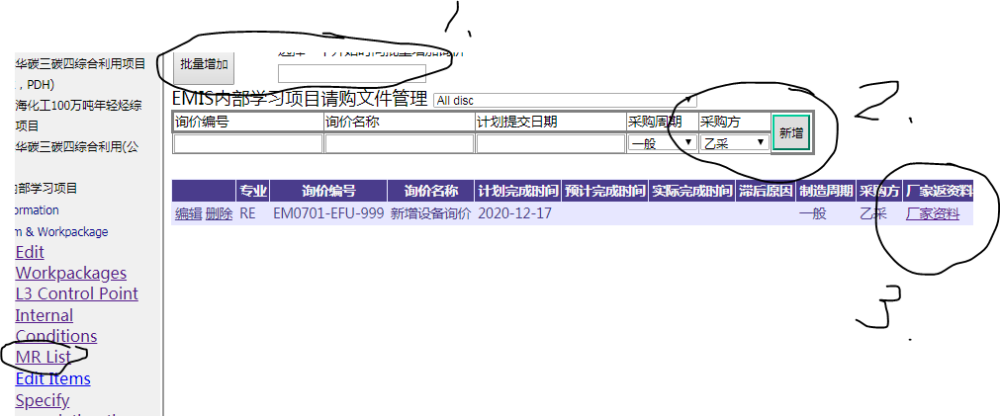 1.
华碳三碳四综合利用项目
，PDH)
海化工100万吨年轻烃综
项目
华碳三碳四综合利用(公
内部学习项目
ormation
m & Workpackage
Edit
Workpackages
L3 Control Point
Internal
Conditions
MR List
Edit Items
Specify
批量增加
EMIS内部学习项目请购文件管理 All disc
询价编号 询价名称 计划提交日期 采购周期 采购方 新增
一般 乙采
2.
专业 询价编号 询价名称 计划完成时间 预计完成时间 实际完成时间 滞后原因 制造周期 采购方 厂家返资料
编辑 删除 RE EM0701-EFU-999 新增设备询价 2020-12-17 一般 乙采 厂家资料
3.